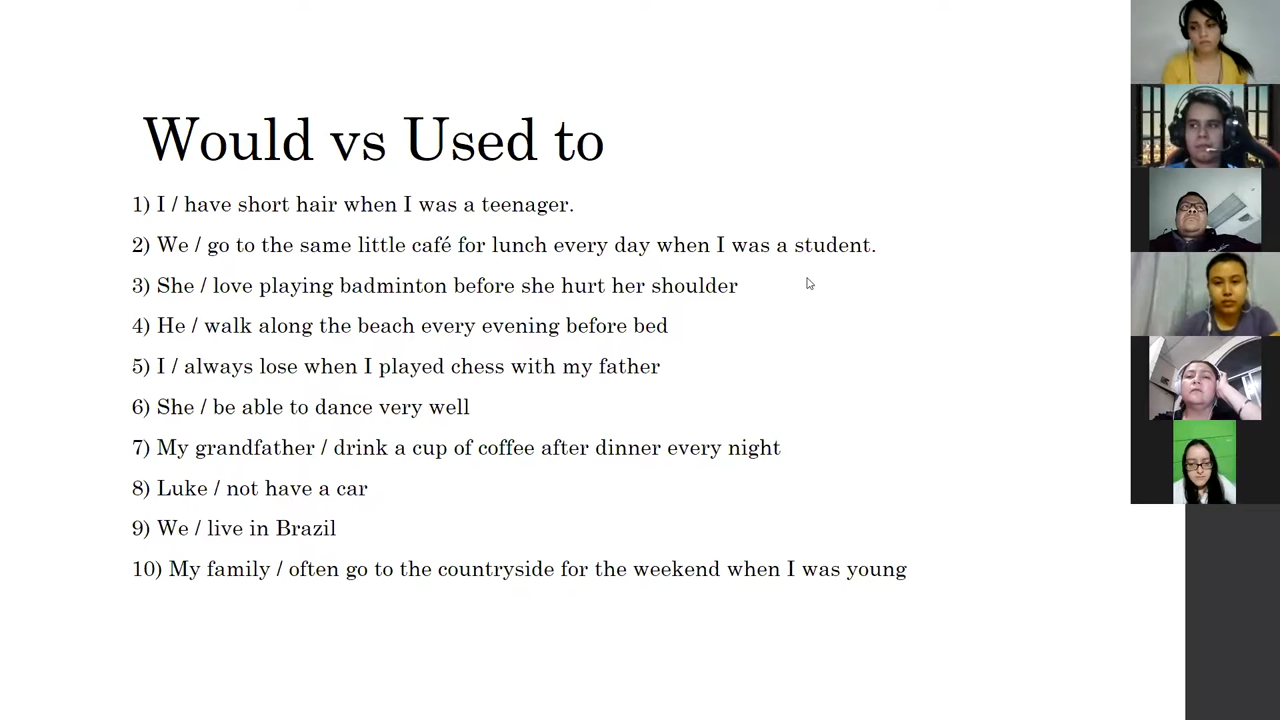 Would vs Used to
1) I / have short hair when I was a teenager.
2) We / go to the same little café for lunch every day when I was a student.
3) She / love playing badminton before she hurt her shoulder
4) He / walk along the beach every evening before bed
5) I / always lose when I played chess with my father
6) She / be able to dance very well
7) My grandfather / drink a cup of coffee after dinner every night
8) Luke / not have a car
9) We / live in Brazil
10) My family / often go to the countryside for the weekend when I was young